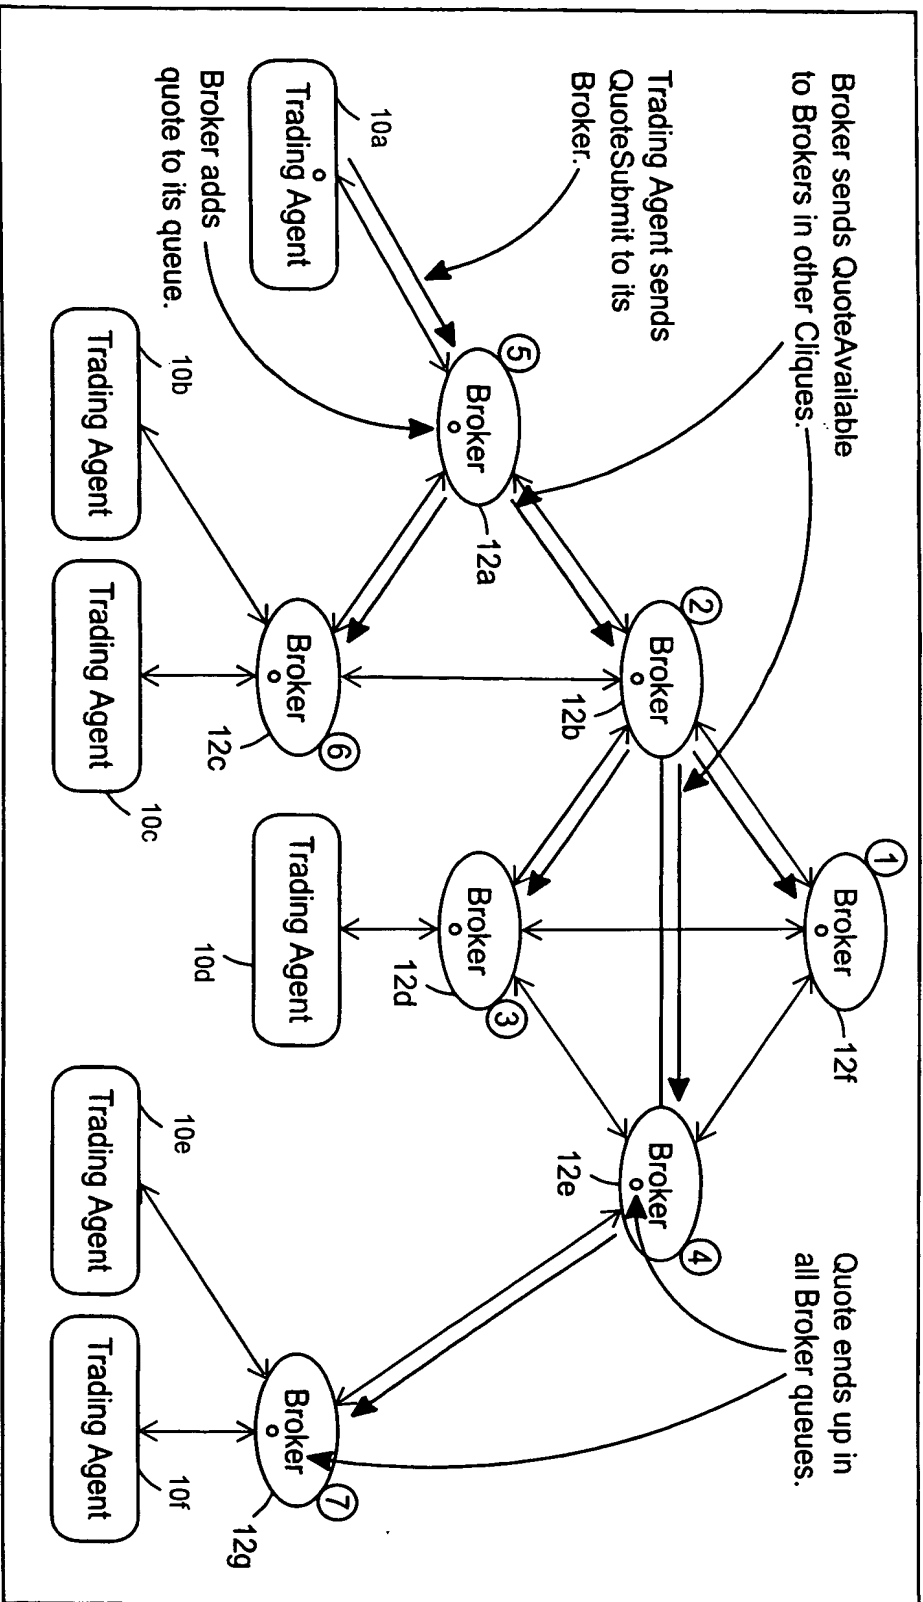 Broker sends QuoteAvailable
to Brokers in other Cliques.
Trading Agent sends
QuoteSubmit to its
Broker.
Broker adds
quote to its queue.
Quote ends up in
all Broker queues.
1
Broker
12f
2
Broker
12b
4
Broker
12e
5
Broker
12a
3
Broker
12d
6
Broker
12c
7
Broker
12g
10a
Trading Agent
10b
Trading Agent
Trading Agent
10c
Trading Agent
10d
10e
Trading Agent
Trading Agent
10f